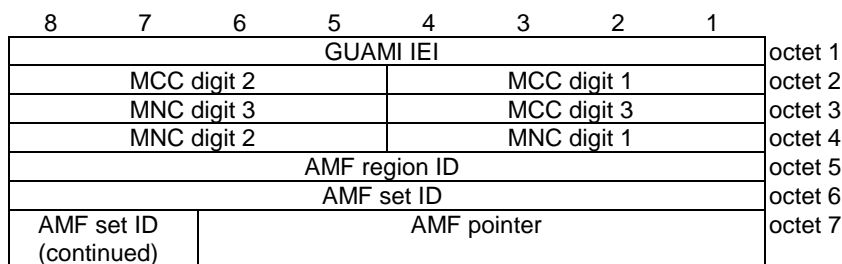 8 7 6 5 4 3 2 1
GUAMI IEI octet 1
MCC digit 2 MCC digit 1 octet 2
MNC digit 3 MCC digit 3 octet 3
MNC digit 2 MNC digit 1 octet 4
AMF region ID octet 5
AMF set ID octet 6
AMF set ID AMF pointer octet 7
(continued)